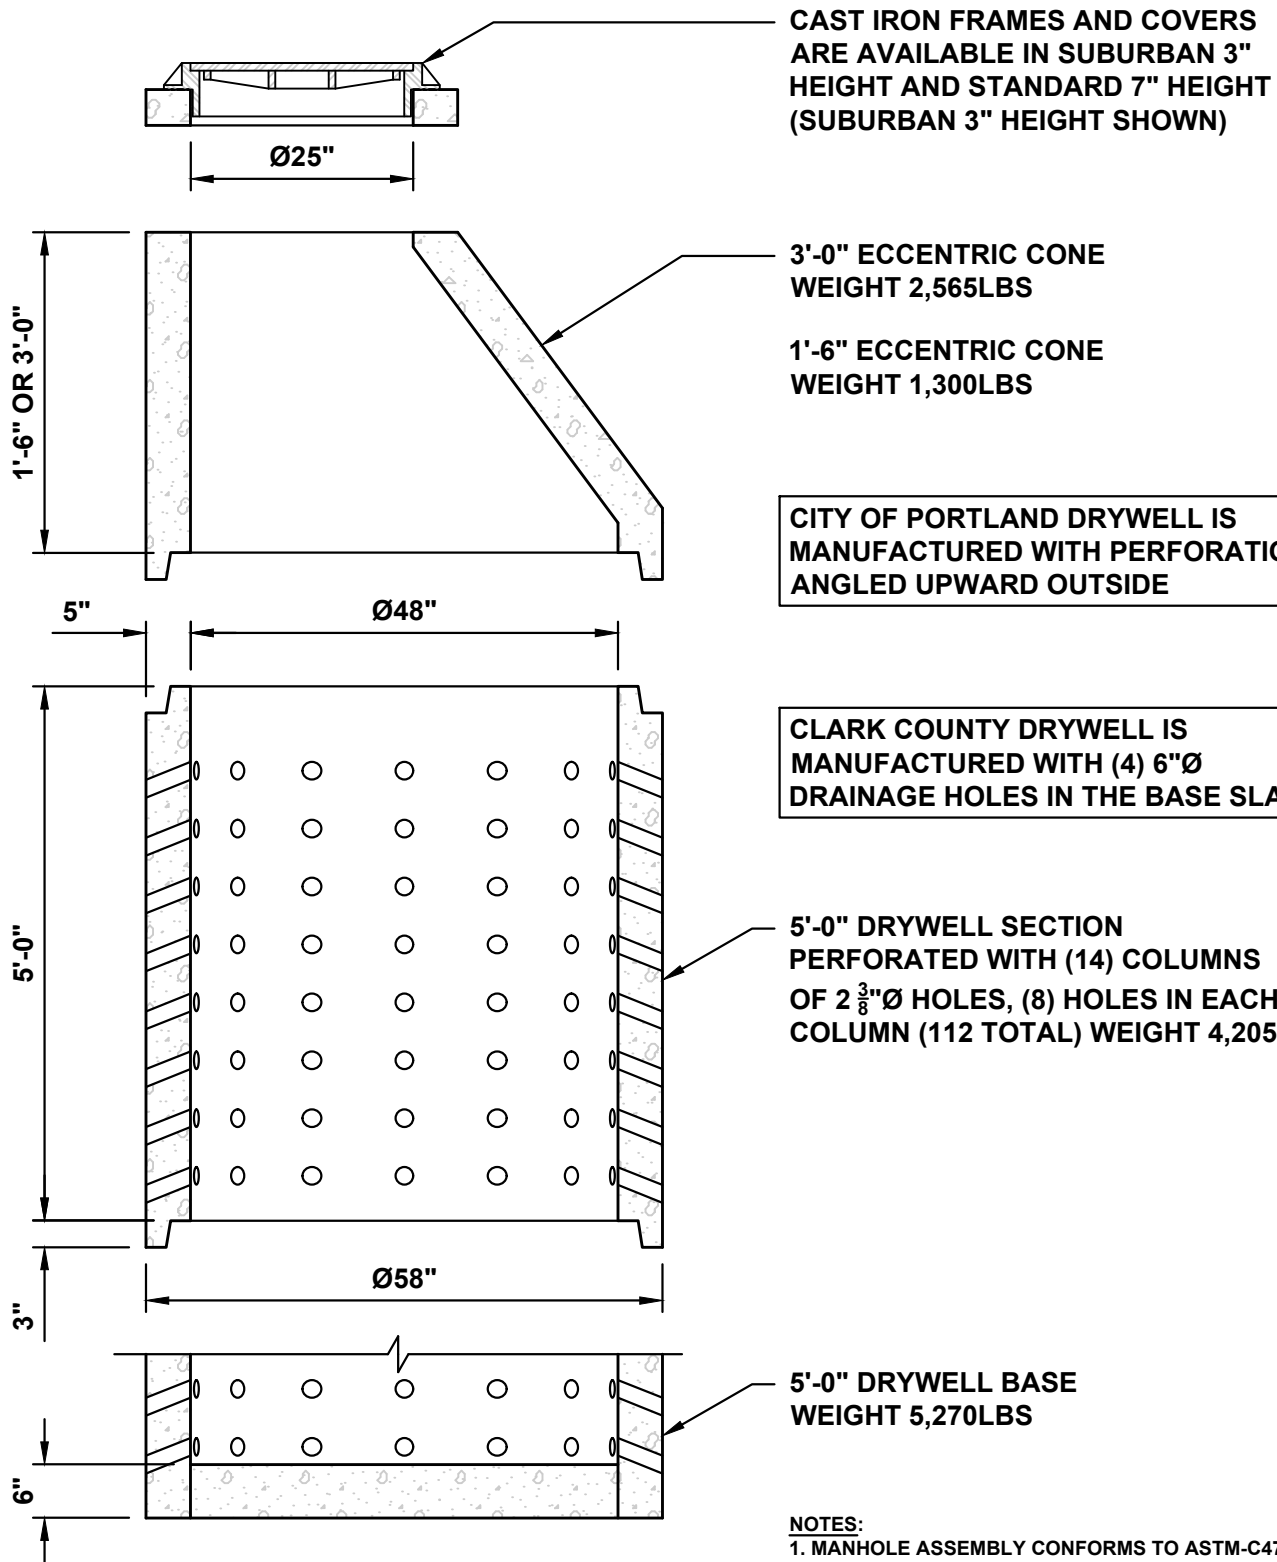 CAST IRON FRAMES AND COVERS
ARE AVAILABLE IN SUBURBAN 3"
HEIGHT AND STANDARD 7" HEIGHT
(SUBURBAN 3" HEIGHT SHOWN)
Ø25"
3'-0" ECCENTRIC CONE
WEIGHT 2,565LBS
1'-6" OR 3'-0"
1'-6" ECCENTRIC CONE
WEIGHT 1,300LBS
CITY OF PORTLAND DRYWELL IS
MANUFACTURED WITH PERFORATIO
ANGLED UPWARD OUTSIDE
5"
Ø48"
CLARK COUNTY DRYWELL IS
MANUFACTURED WITH (4) 6"Ø
DRAINAGE HOLES IN THE BASE SLA
5'-0"
5'-0" DRYWELL SECTION
PERFORATED WITH (14) COLUMNS
OF 2 3/8"Ø HOLES, (8) HOLES IN EACH
COLUMN (112 TOTAL) WEIGHT 4,205
Ø58"
3"
5'-0" DRYWELL BASE
WEIGHT 5,270LBS
6"
NOTES:
1. MANHOLE ASSEMBLY CONFORMS TO ASTM-C47